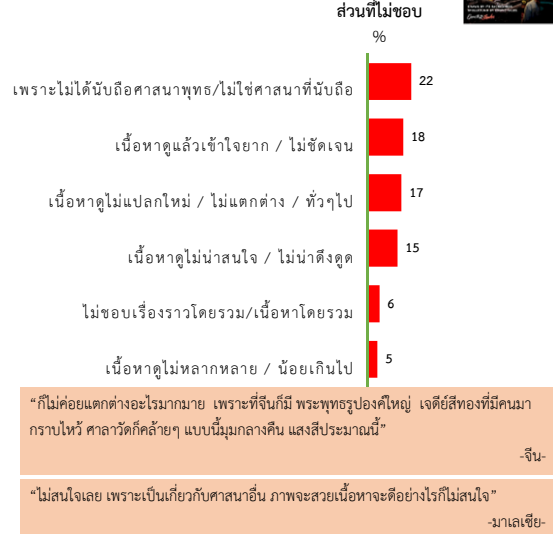 ส่วนที่ไม่ชอบ
%
เพราะไม่ได้นับถือศาสนาพุทธ/ไม่ใช่ศาสนาที่นับถือ
22
เนื้อหาดูแล้วเข้าใจยาก / ไม่ชัดเจน
18
เนื้อหาดูไม่แปลกใหม่ / ไม่แตกต่าง / ทั่วๆไป
17
เนื้อหาดูไม่น่าสนใจ / ไม่น่าดึงดูด
15
ไม่ชอบเรื่องราวโดยรวม/เนื้อหาโดยรวม
6
เนื้อหาดูไม่หลากหลาย / น้อยเกินไป
5
“ก็ไม่ค่อยแตกต่างอะไรมากมาย เพราะที่จีนก็มี พระพุทธรูปองค์ใหญ่ เจดีย์สีทองที่มีคนมา
กราบไหว้ ศาลาวัดก็คล้ายๆ แบบนี้มุมกลางคืน แสงสีประมาณนี้”
-จีน-
“ไม่สนใจเลย เพราะเป็นเกี่ยวกับศาสนาอื่น ภาพจะสวยเนื้อหาจะดีอย่างไรก็ไม่สนใจ”
-มาเลเซีย-